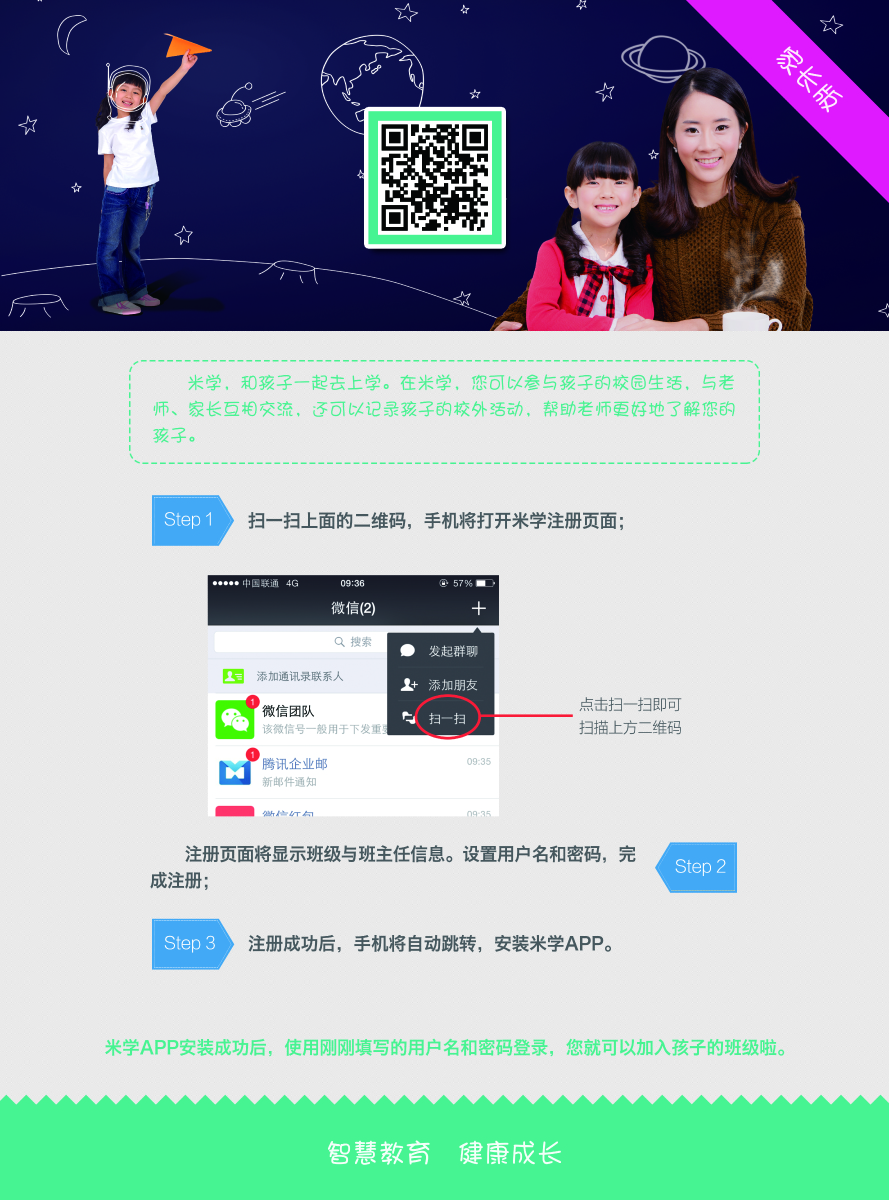 家长版
米学，和孩子一起去上学。在米学，您可以参与孩子的校园生活，与老
师、家长互相交流，还可以记录孩子的校外活动，帮助老师更好地了解您的
孩子。
Step 1
扫一扫上面的二维码，手机将打开米学注册页面；
中国联通 4G 09:36 57%
微信(2)
搜索
发起群聊
添加通讯录联系人
添加朋友
扫一扫
点击扫一扫即可
扫描上方二维码
1
微信团队
该微信号一般用于下发重要
1
腾讯企业邮 09:35
新邮件通知
微信红包 09:35
注册页面将显示班级与班主任信息。设置用户名和密码，完
成注册；
Step 2
Step 3
注册成功后，手机将自动跳转，安装米学APP。
米学APP安装成功后，使用刚刚填写的用户名和密码登录，您就可以加入孩子的班级啦。
智慧教育 健康成长